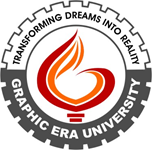 TRANSFORMING DREAMS INTO REALITY
GRAPHIC ERA UNIVERSITY